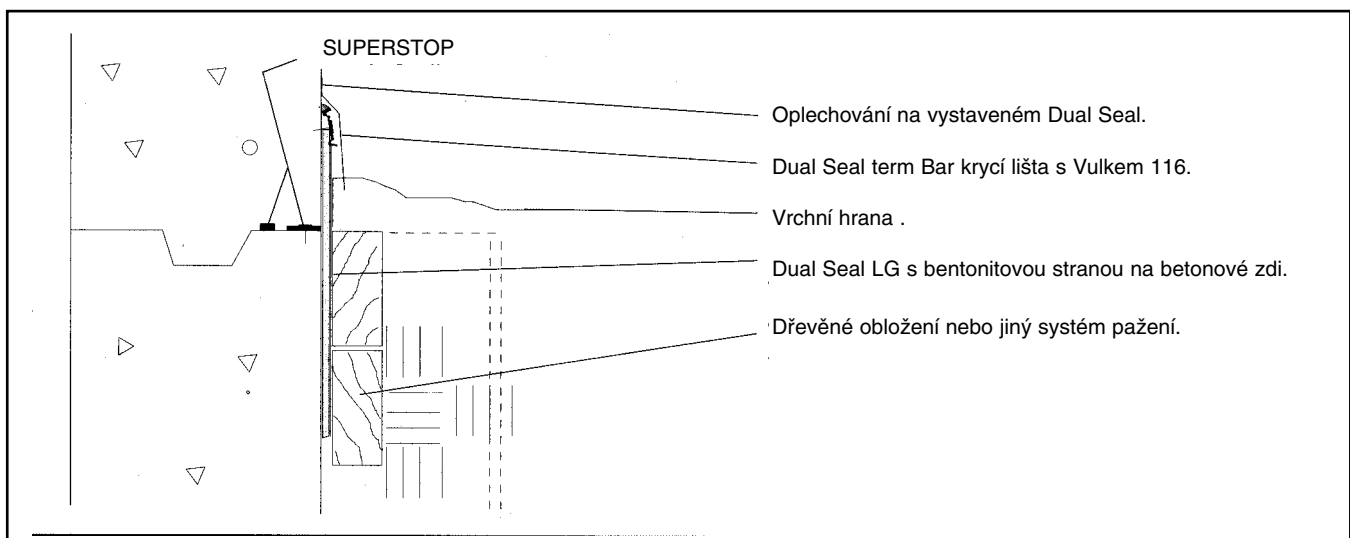 SUPERSTOP
Oplechování na vystaveném Dual Seal.
Dual Seal term Bar krycí lišta s Vulkem 116.
Vrchní hrana .
Dual Seal LG s bentonitovou stranou na betonové zdi.
Dřevěné obložení nebo jiný systém pažení.